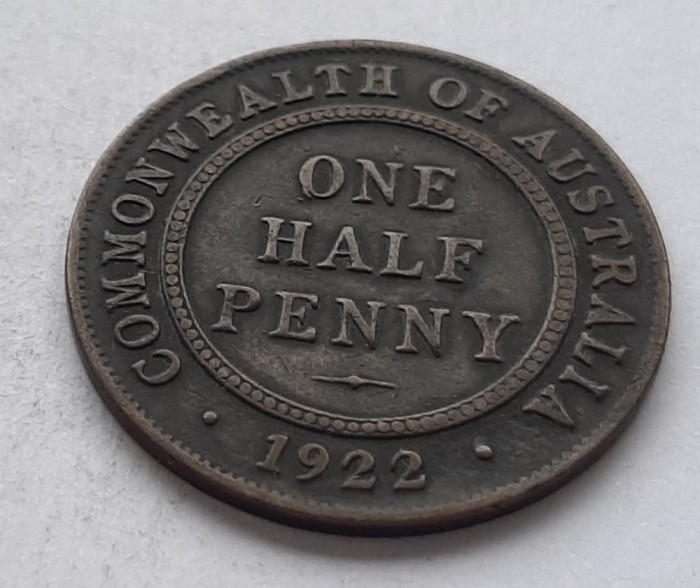 COMMONWEALTH OF AUSTRALIA
ONE
HALF
PENNY
· 1922 ·